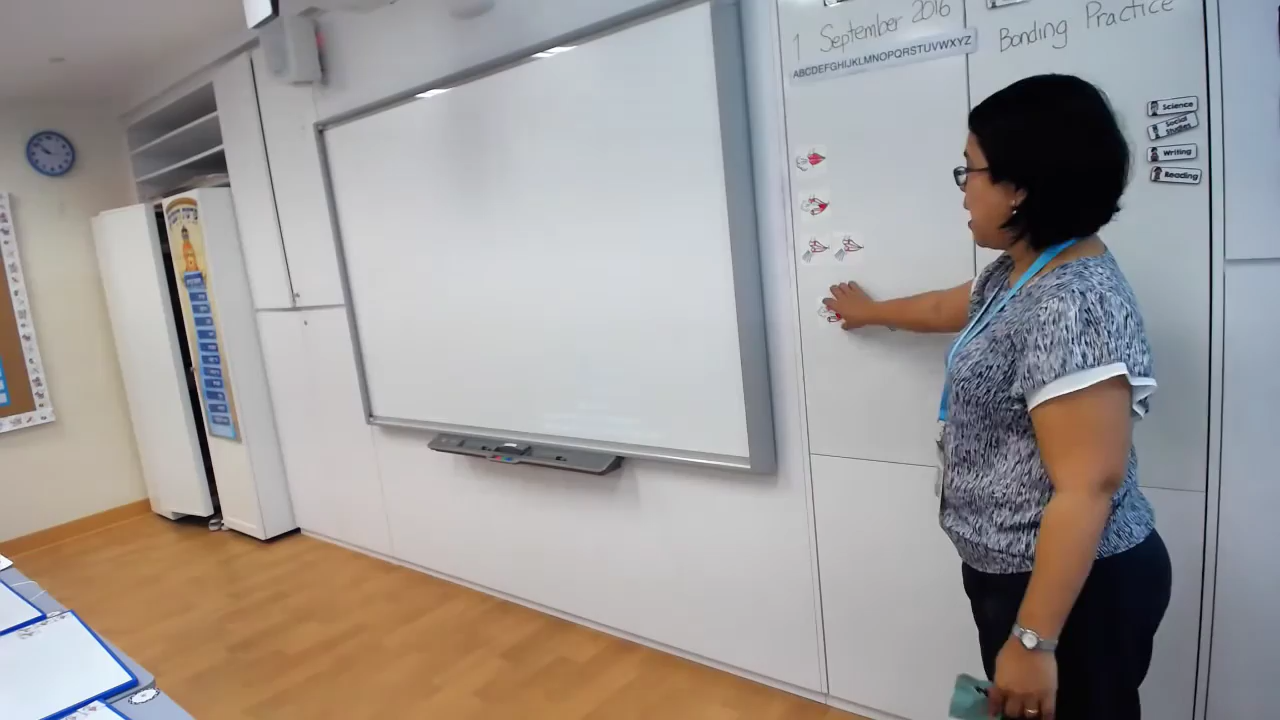 1 September 2016
ABCDEFGHIJKLMNOPQRSTUVWXYZ
Bonding Practice
Science
Social
Studies
Writing
Reading